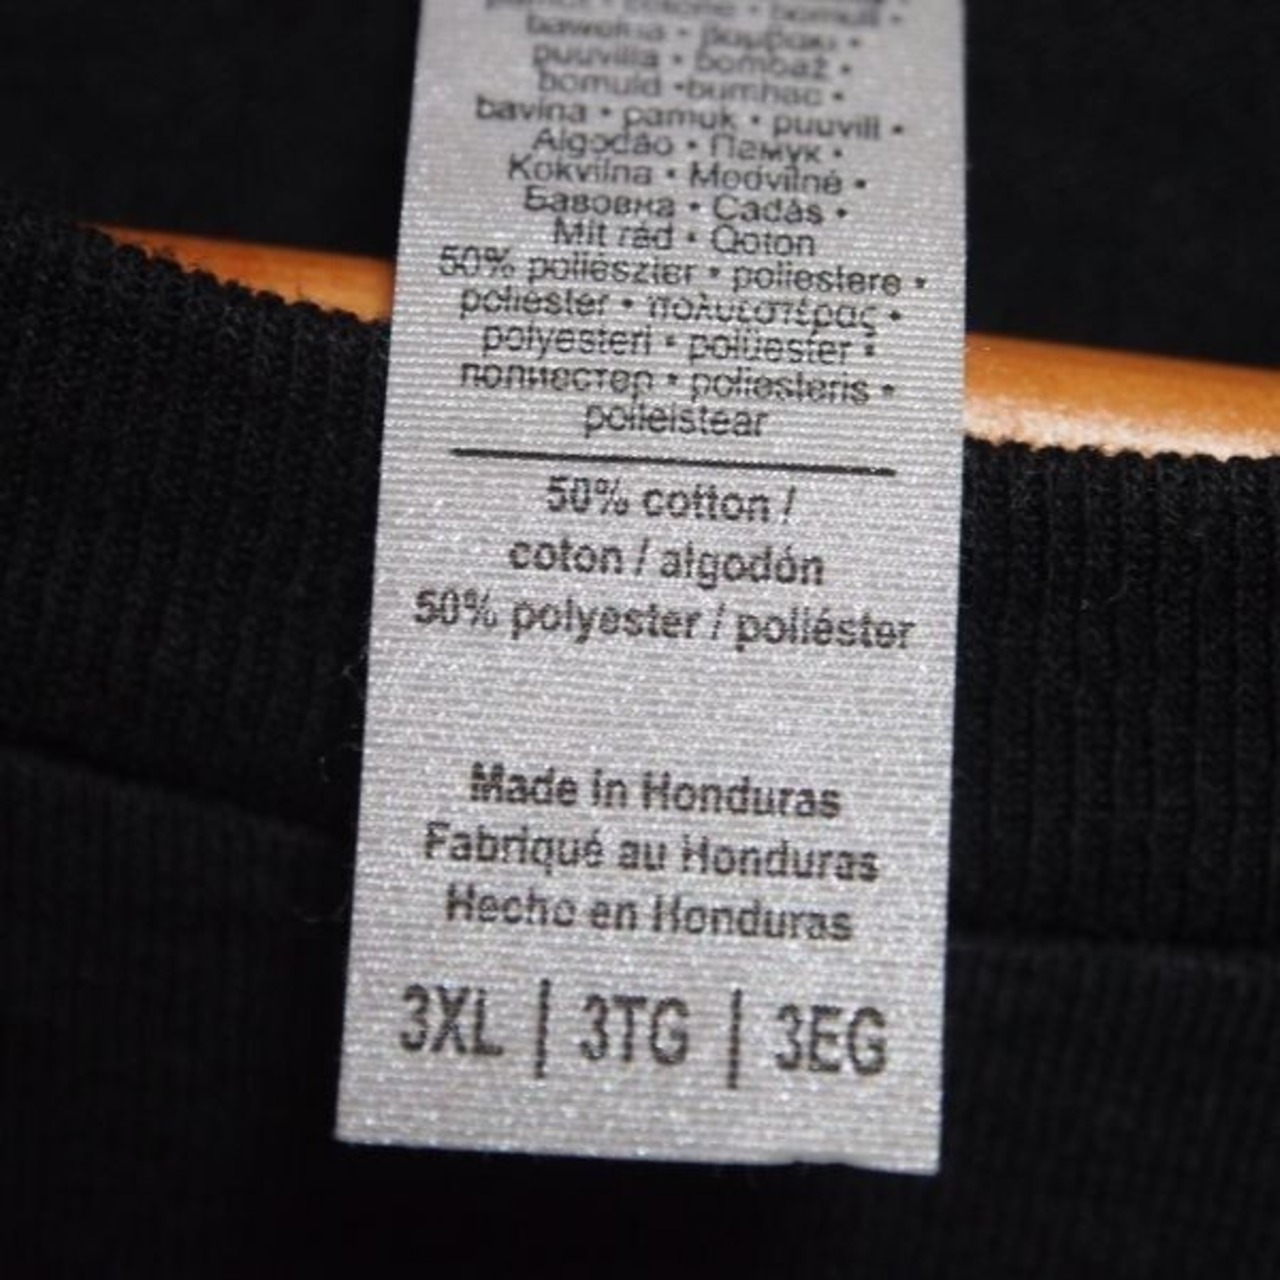 bawełna • βαμβάκι •
puuvilla • bombaž •
bomuld •bumbac •
bavlna • pamuk • puuvill •
Algodão • Памук •
Kokvilna • Medvilnė •
Бавовна • Cadás •
Mit rád • Qoton
50% poliészter • poliestere •
poliester • πολυεστέρας •
polyesteri • polüester •
полиестер • poliesteris •
poileistear
50% cotton /
coton / algodón
50% polyester / poliéster
Made in Honduras
Fabriqué au Honduras
Hecho en Honduras
3XL | 3TG | 3EG